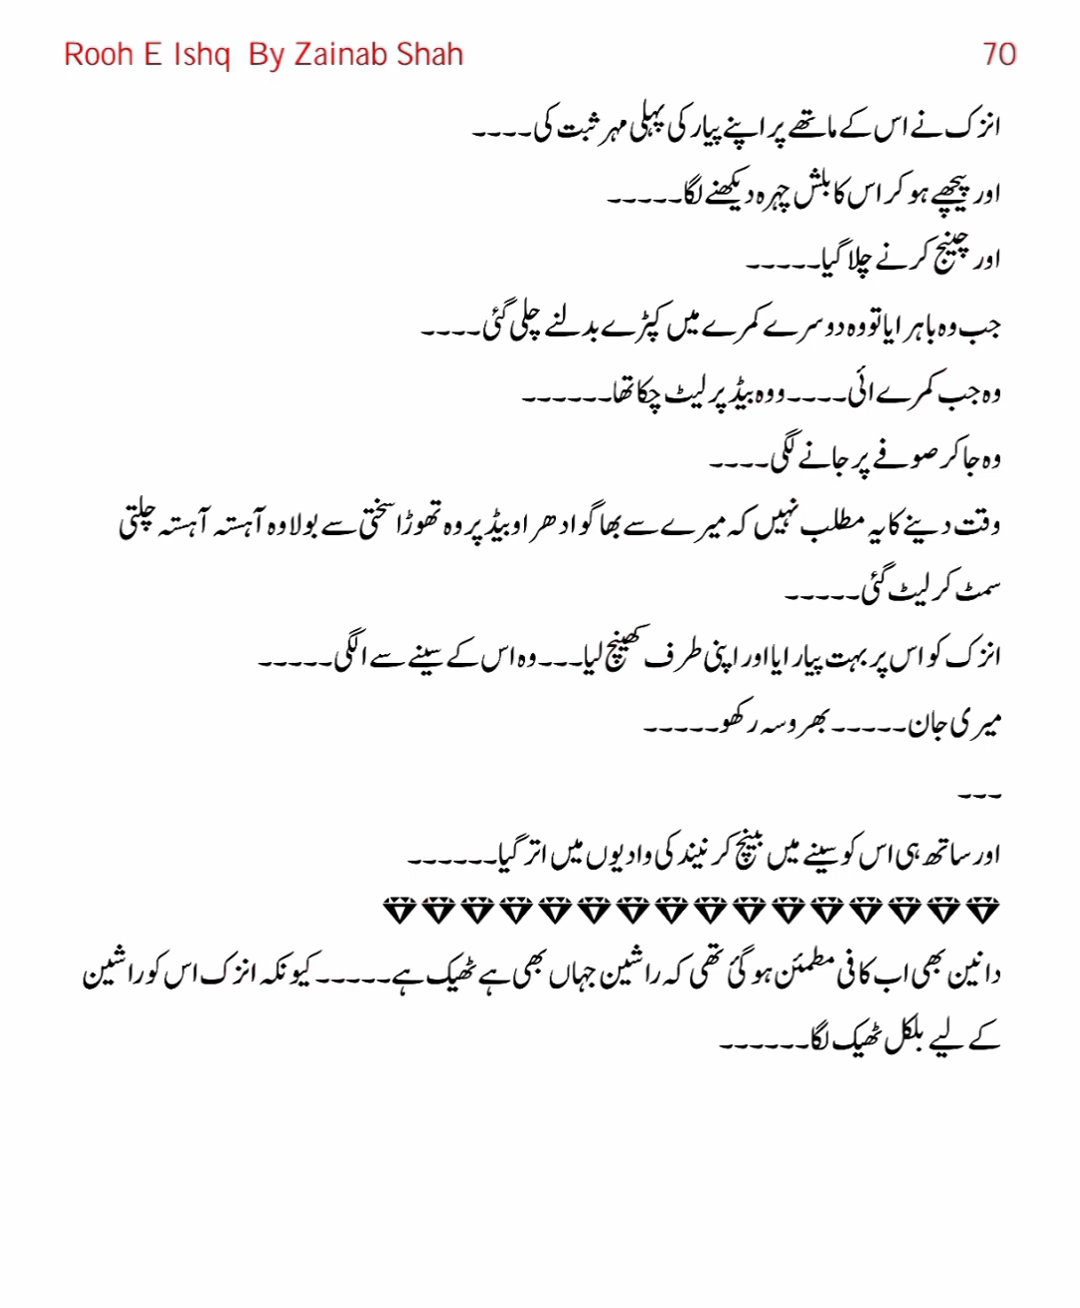 Rooh E Ishq By Zainab Shah 70
انزک نے اس کے ماتھے پر اپنے پیار کی پہلی مہر ثبت کی۔۔۔۔
اور پیچھے ہو کر اس کا بلش چہرہ دیکھنے لگا۔۔۔۔۔
اور چینج کرنے چلا گیا۔۔۔۔۔
جب وہ باہر ایا تو وہ دوسرے کمرے میں کپڑے بدلنے چلی گئی۔۔۔۔
وہ جب کمرے ائی۔۔۔۔ووہ بیڈ پر لیٹ چکا تھا۔۔۔۔۔۔
وہ جا کر صوفے پر جانے لگی۔۔۔۔
وقت دینے کا یہ مطلب نہیں کہ میرے سے بھاگو ادھر او بیڈ پر وہ تھوڑا سختی سے بولا وہ آہستہ آہستہ چلتی
سمٹ کر لیٹ گئی۔۔۔۔۔
انزک کو اس پر بہت پیار ایا اور اپنی طرف کھینچ لیا۔۔۔وہ اس کے سینے سے الگی۔۔۔۔۔
میری جان۔۔۔۔۔ بھروسہ رکھو۔۔۔۔۔
۔۔۔
اور ساتھ ہی اس کو سینے میں بینچ کر نیند کی وادیوں میں اتر گیا۔۔۔۔۔۔
دانین بھی اب کافی مطمئن ہو گئ تھی کہ راشین جہاں بھی ہے ٹھیک ہے۔۔۔۔۔کیونکہ انزک اس کو راشین
کے لیے بلکل ٹھیک لگا۔۔۔۔۔۔